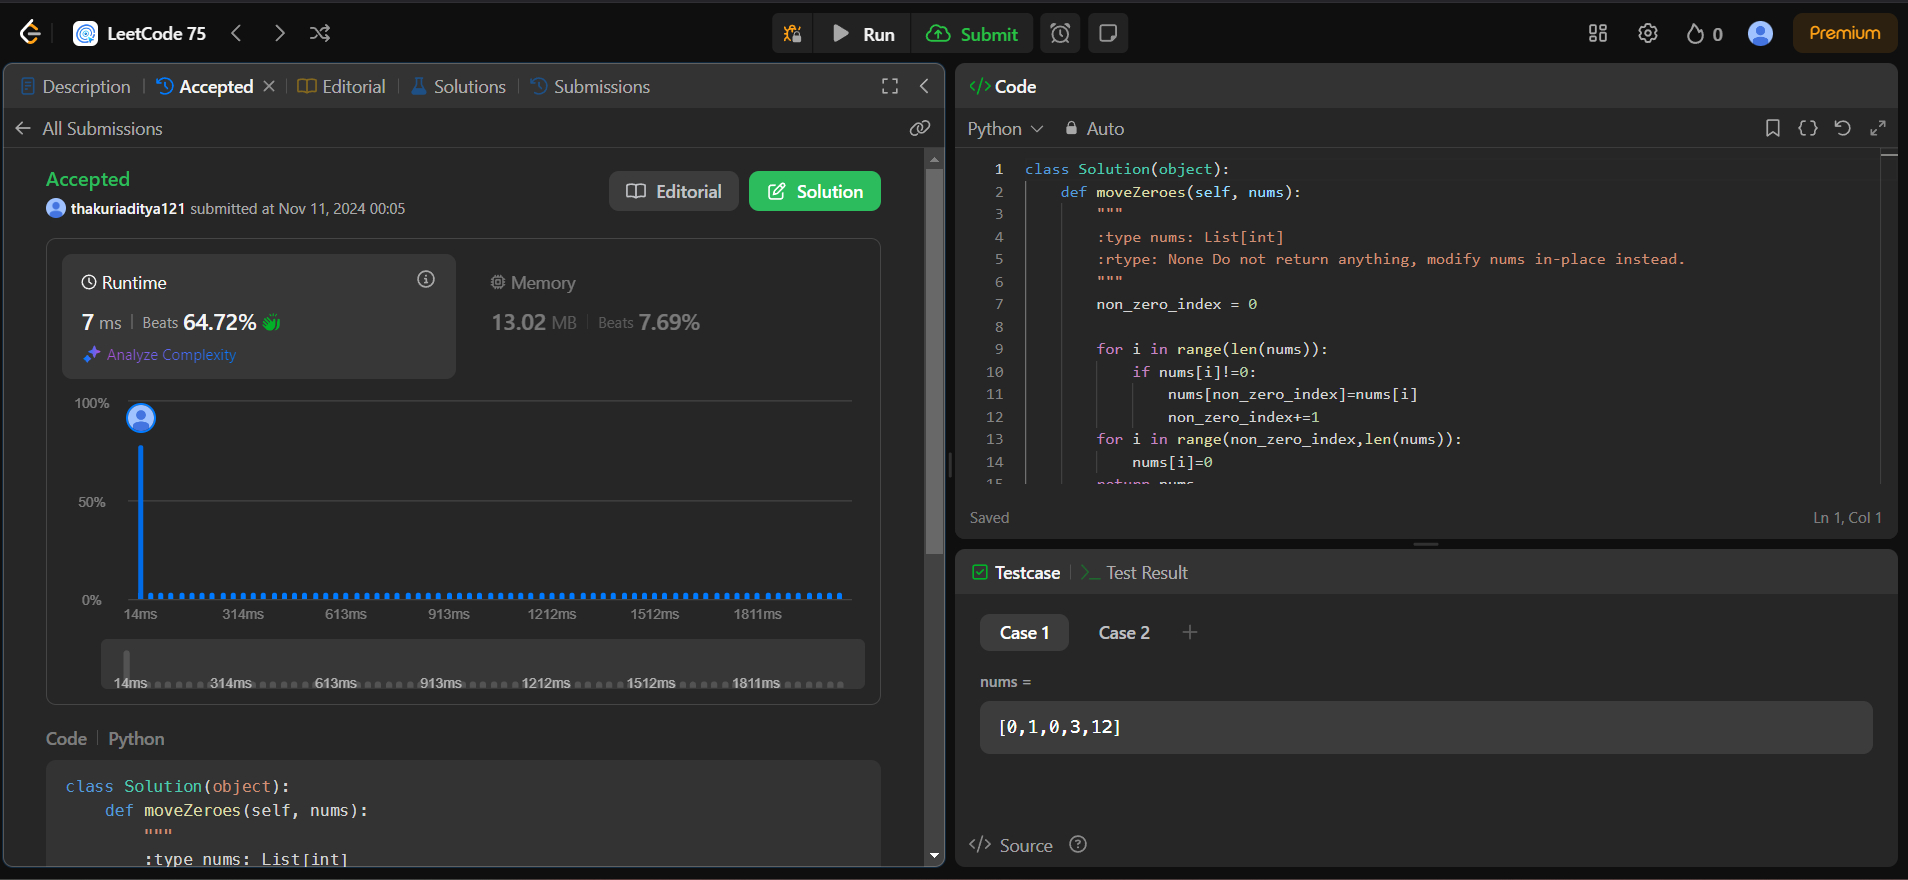 LeetCode 75
Run
Submit
0
Premium
Description
Accepted
Editorial
Solutions
Submissions
All Submissions
Accepted
thakuriaditya121 submitted at Nov 11, 2024 00:05
Editorial
Solution
Runtime
7 ms | Beats 64.72%
Analyze Complexity
Memory
13.02 MB | Beats 7.69%
100%
50%
0%
14ms 314ms 613ms 913ms 1212ms 1512ms 1811ms
14ms 314ms 613ms 913ms 1212ms 1512ms 1811ms
Code | Python
class Solution(object):
    def moveZeroes(self, nums):
        """
        :type nums: List[int]
</> Code
Python
Auto
1 class Solution(object):
2     def moveZeroes(self, nums):
3         """
4         :type nums: List[int]
5         :rtype: None Do not return anything, modify nums in-place instead.
6         """
7         non_zero_index = 0
8
9         for i in range(len(nums)):
10             if nums[i]!=0:
11                 nums[non_zero_index]=nums[i]
12                 non_zero_index+=1
13         for i in range(non_zero_index,len(nums)):
14             nums[i]=0
15         return nums
Saved
Ln 1, Col 1
Testcase
>_ Test Result
Case 1
Case 2
+
nums =
[0,1,0,3,12]
</> Source